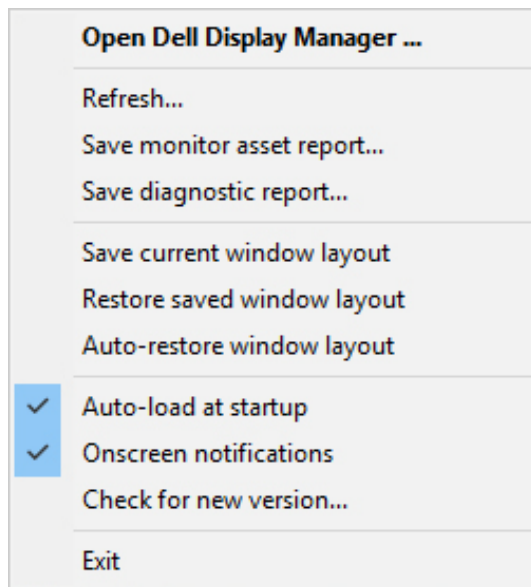 Open Dell Display Manager ...
Refresh...
Save monitor asset report...
Save diagnostic report...
Save current window layout
Restore saved window layout
Auto-restore window layout
Auto-load at startup
Onscreen notifications
Check for new version...
Exit